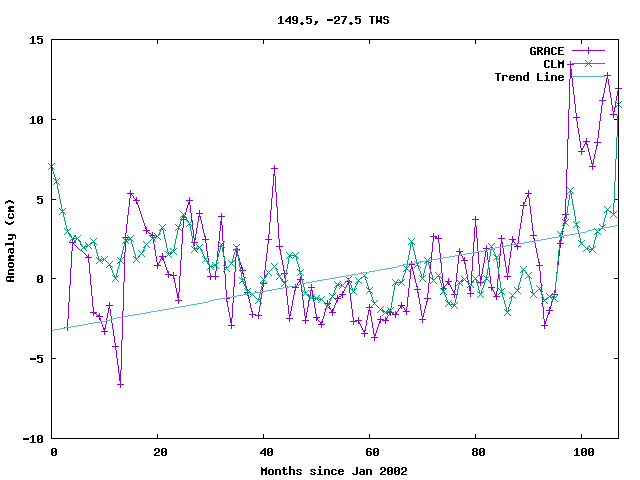 149.5, -27.5 TWS
GRACE
CLM
Trend Line
15
10
5
0
-5
-10
Anomaly (cm)
0 20 40 60 80 100
Months since Jan 2002